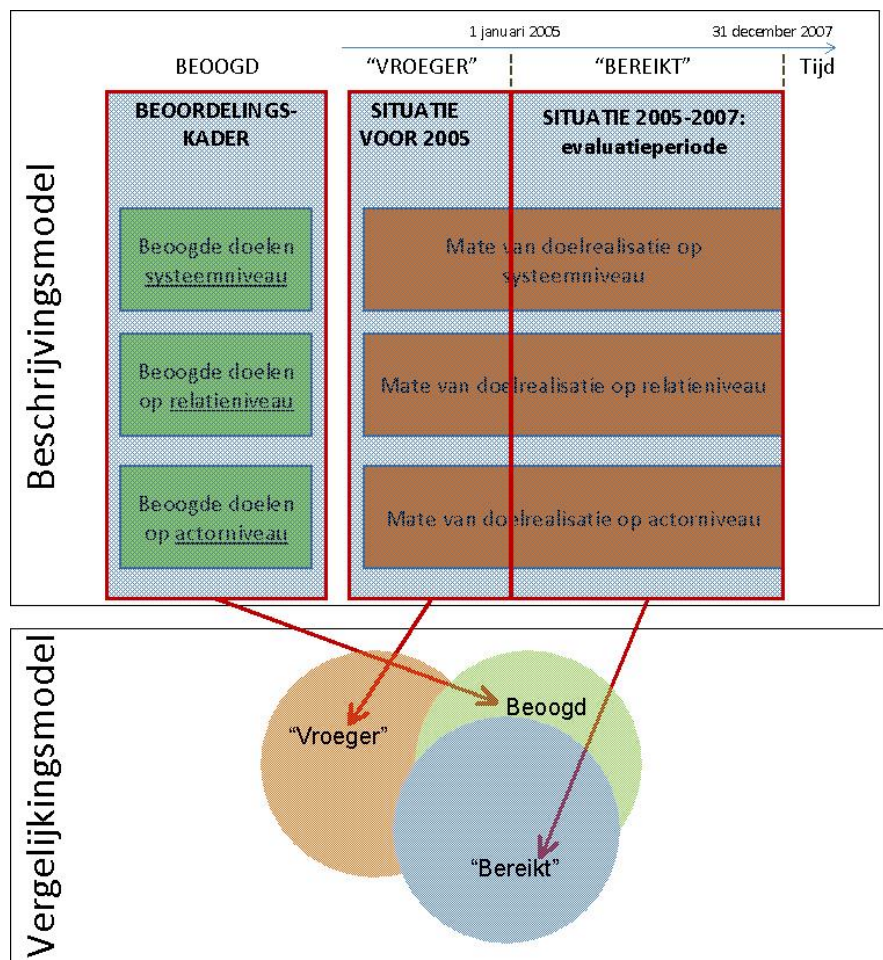 1 januari 2005
31 december 2007
BEOOGD
“VROEGER”
“BEREIKT”
Tijd
Beschrijvingsmodel
BEOORDELINGS-
KADER
SITUATIE
VOOR 2005
SITUATIE 2005-2007:
evaluatieperiode
Beoogde doelen
systeemniveau
Mate van doelrealisatie op
systeemniveau
Beoogde doelen
op relatieniveau
Mate van doelrealisatie op relatieniveau
Beoogde doelen
op actorniveau
Mate van doelrealisatie op actorniveau
Vergelijkingsmodel
Beoogd
“Vroeger”
“Bereikt”